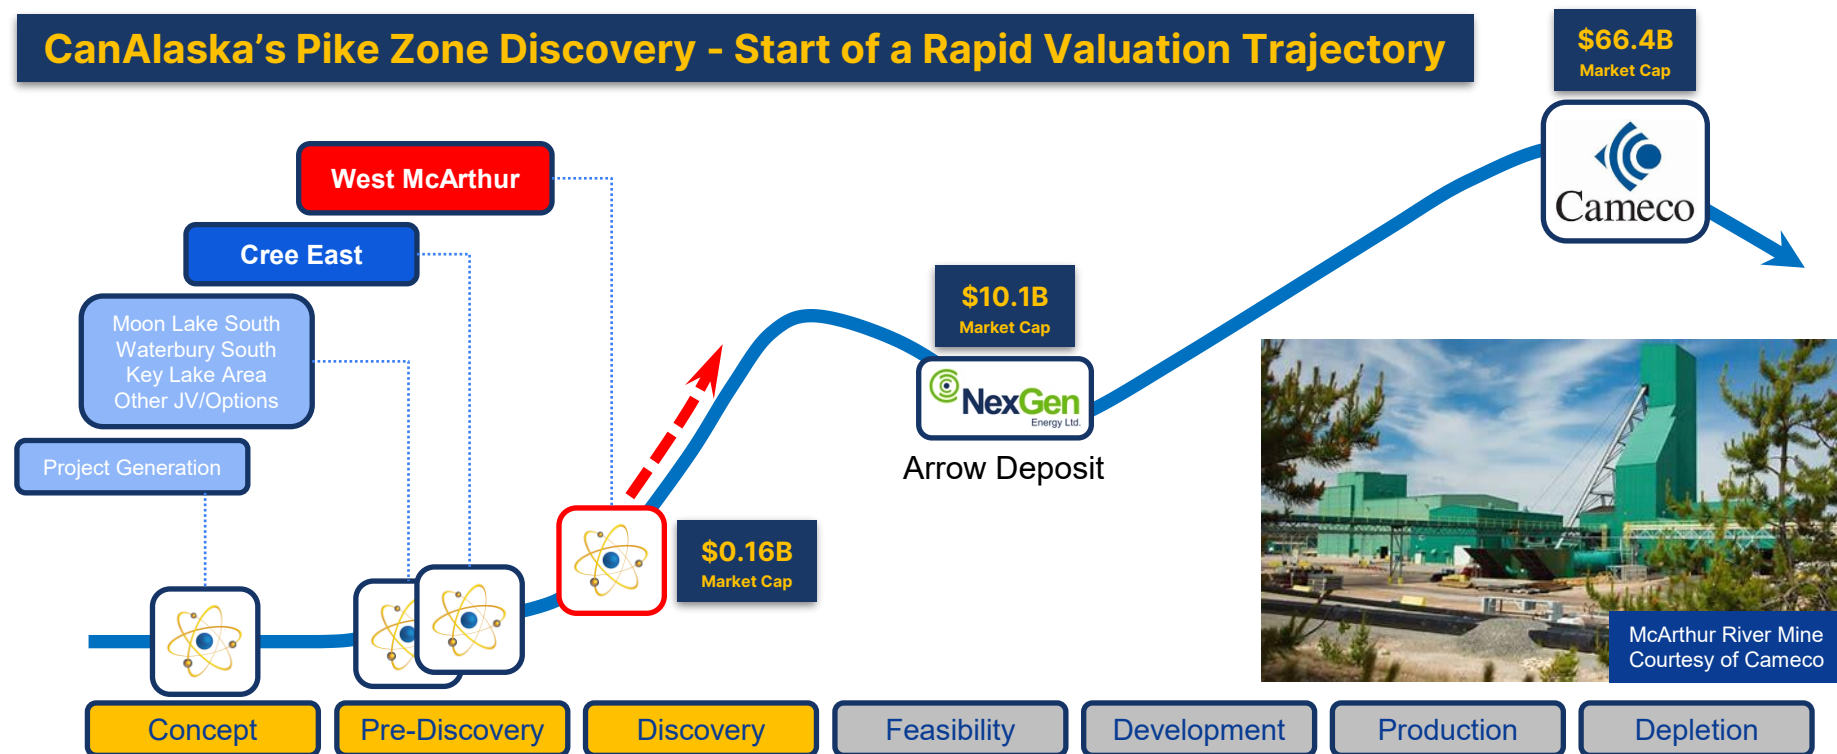 CanAlaska's Pike Zone Discovery - Start of a Rapid Valuation Trajectory
$66.4B
Market Cap
Cameco
West McArthur
Cree East
Moon Lake South
Waterbury South
Key Lake Area
Other JV/Options
Project Generation
$10.1B
Market Cap
NexGen
Energy Ltd.
Arrow Deposit
$0.16B
Market Cap
McArthur River Mine
Courtesy of Cameco
Concept
Pre-Discovery
Discovery
Feasibility
Development
Production
Depletion